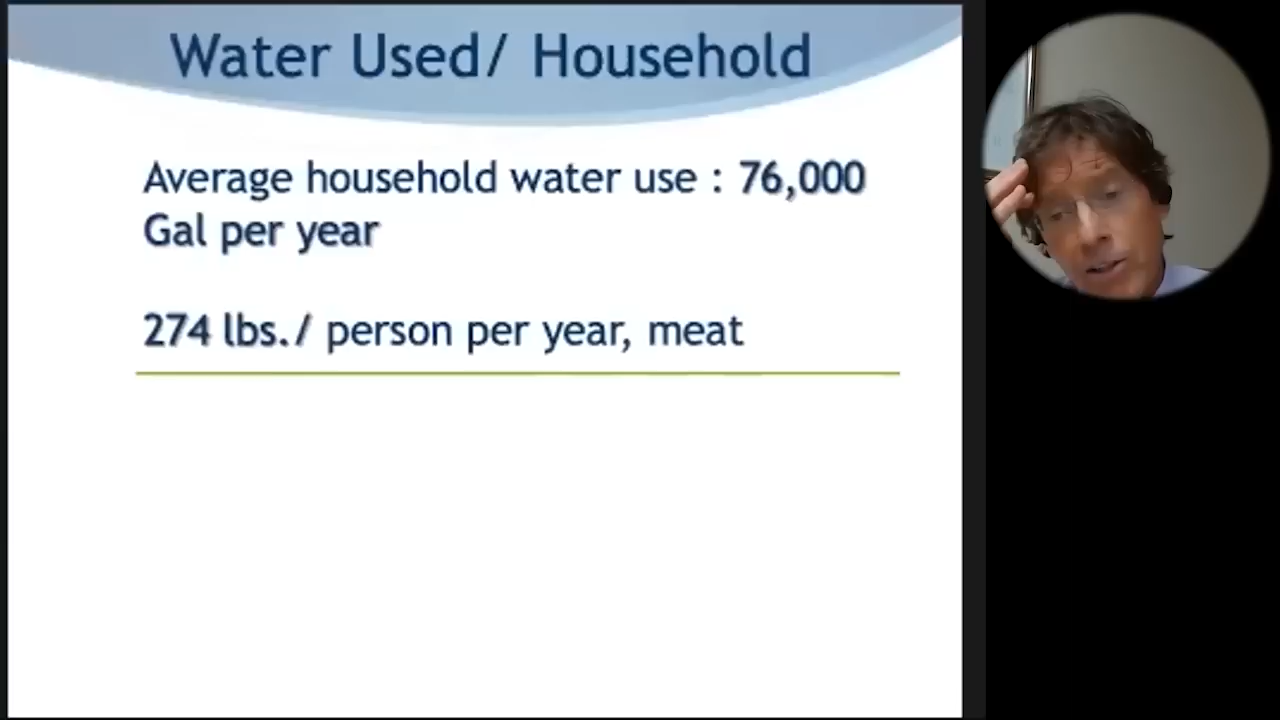 Water Used/ Household
Average household water use : 76,000
Gal per year
274 lbs./ person per year, meat